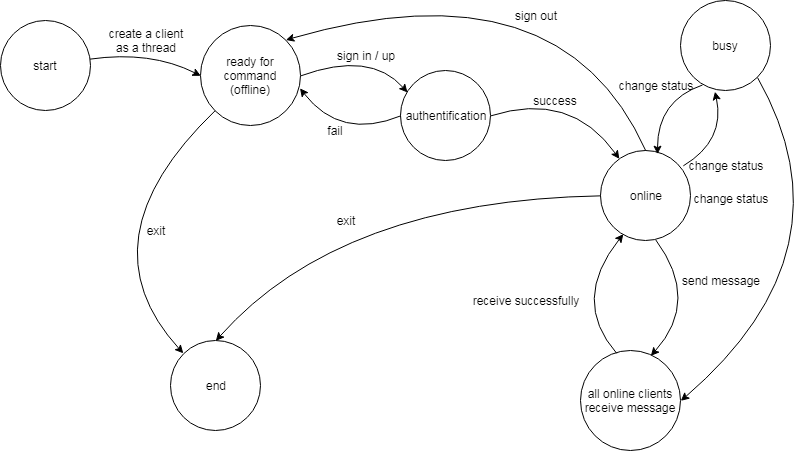 sign out
create a client
as a thread
start
ready for
command
(offline)
sign in / up
busy
change status
authentification
success
fail
change status
online
change status
exit
exit
send message
receive successfully
end
all online clients
receive message